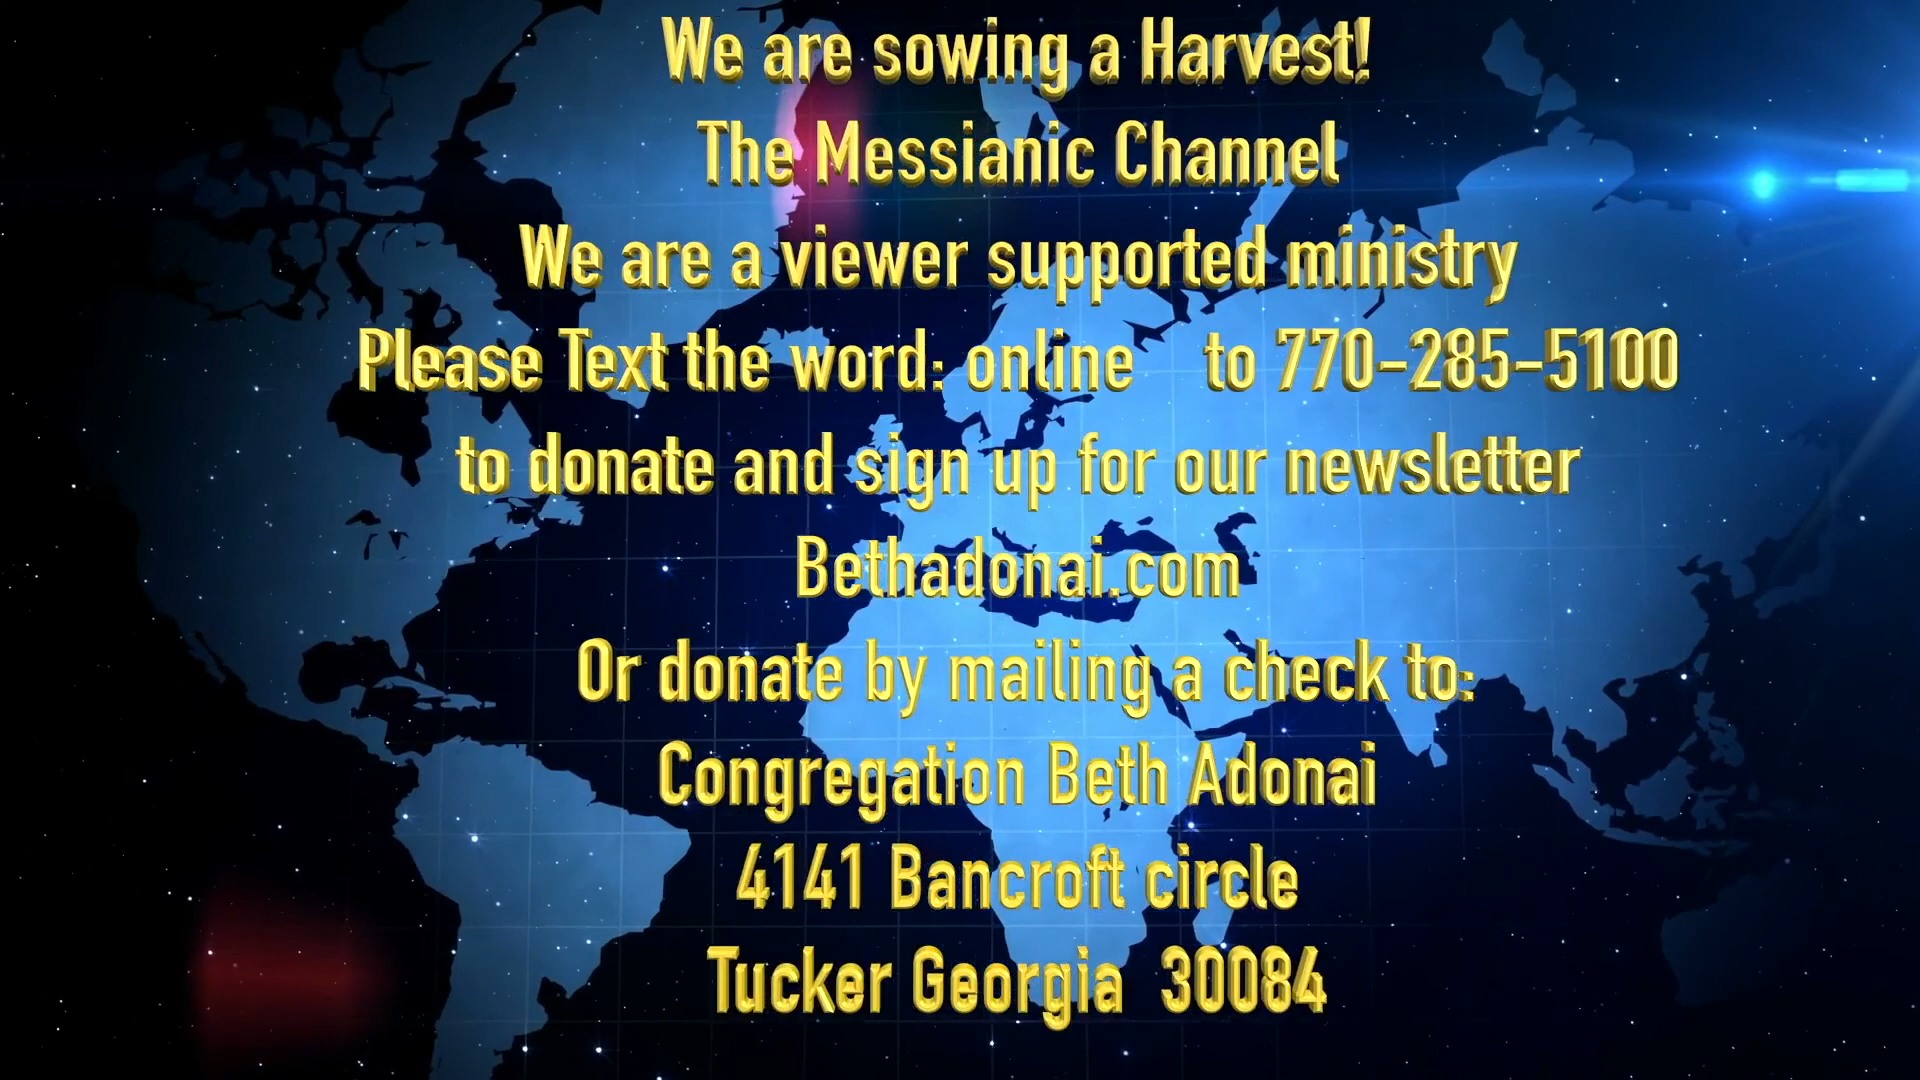 We are sowing a Harvest!
The Messianic Channel
We are a viewer supported ministry
Please Text the word: online to 770-285-5100
to donate and sign up for our newsletter
Bethadonai.com
Or donate by mailing a check to:
Congregation Beth Adonai
4141 Bancroft circle
Tucker Georgia 30084